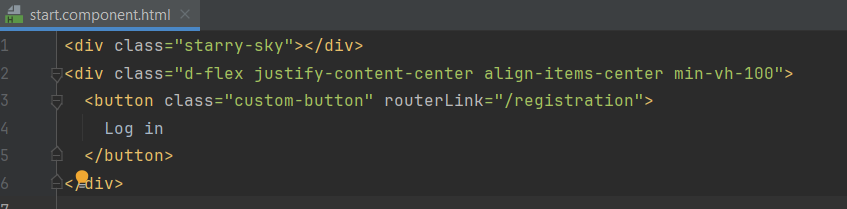 start.component.html
1 <div class="starry-sky"></div>
2 <div class="d-flex justify-content-center align-items-center min-vh-100">
3 <button class="custom-button" routerLink="/registration">
4 Log in
5 </button>
6 </div>
7